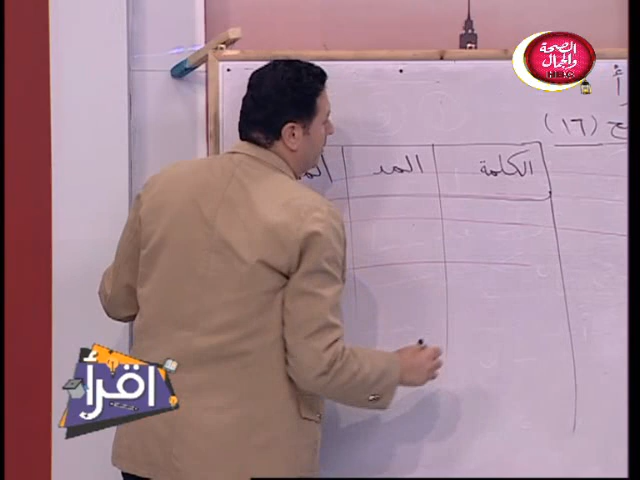 الصحة
والجمال
HBC
أ
(١٦)
الكلمة المد
اقرأ